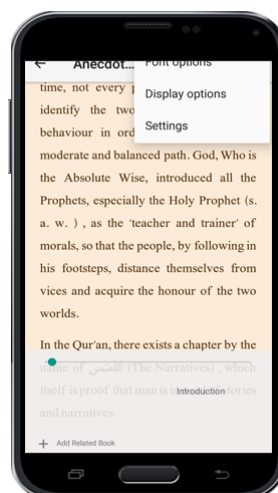 Anecdot...
Font options
Display options
Settings
time, not every
identify the two
behaviour in ord
moderate and balanced path. God, Who is
the Absolute Wise, introduced all the
Prophets, especially the Holy Prophet (s.
a. w. ) , as the 'teacher and trainer' of
morals, so that the people, by following in
his footsteps, distance themselves from
vices and acquire the honour of the two
worlds.
In the Qur'an, there exists a chapter by the
name of القصص (The Narratives) , which
itself is proof that man is in stories
Introduction
and narratives.
+ Add Related Book